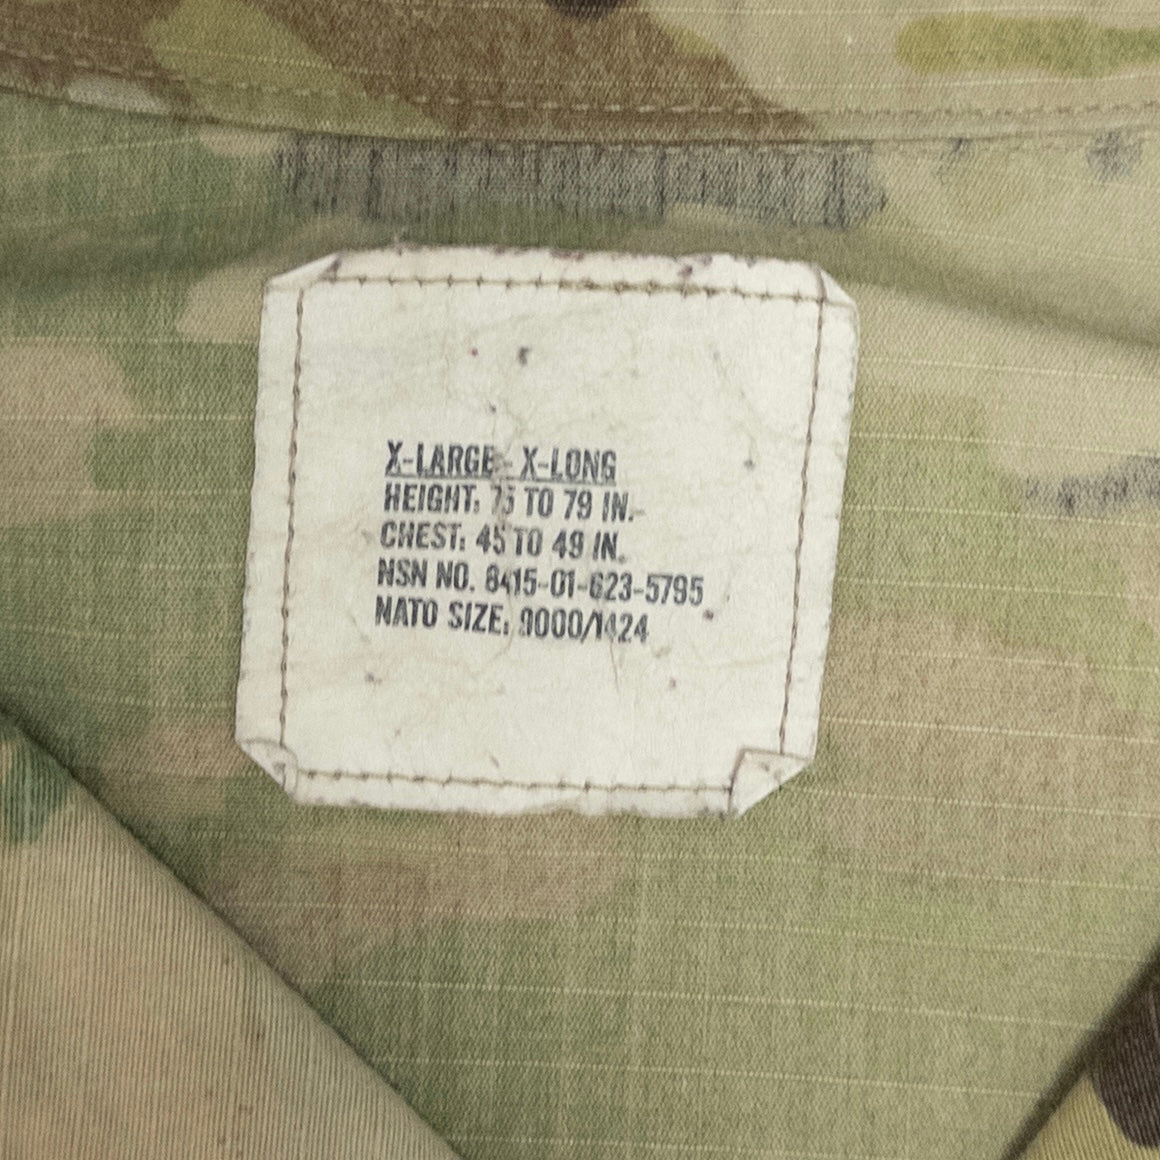 X-LARGE - X-LONG
HEIGHT: 75 TO 79 IN.
CHEST: 45 TO 49 IN.
NSN NO. 8415-01-623-5795
NATO SIZE: 9000/1424